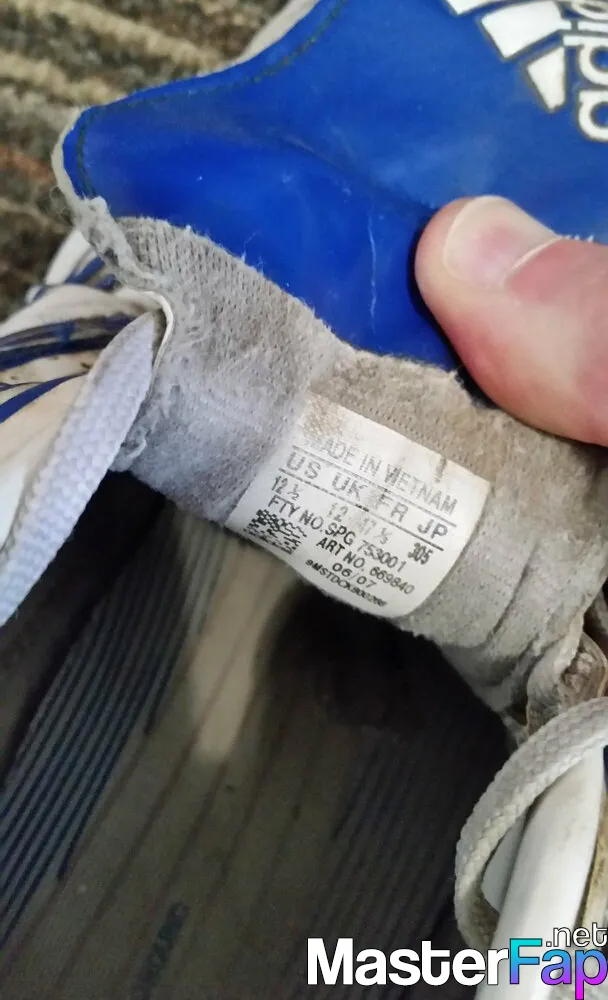 adidas
MADE IN VIETNAM
US UK FR JP
12 ½ 12 47 ⅓ 305
FTY NO. SPG 753001
ART NO. 669840
06/07
MasterFap
.net